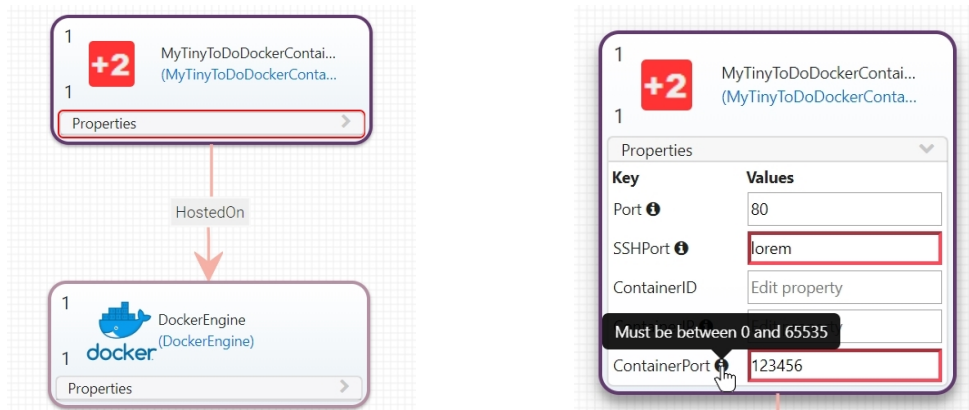 1
+2
MyTinyToDoDockerContai...
(MyTinyToDoDockerConta...
1
Properties
HostedOn
1
docker
DockerEngine
(DockerEngine)
1
Properties
1
+2
MyTinyToDoDockerContai...
(MyTinyToDoDockerConta...
1
Properties
Key Values
Port 80
SSHPort lorem
ContainerID Edit property
Must be between 0 and 65535
ContainerPort 123456